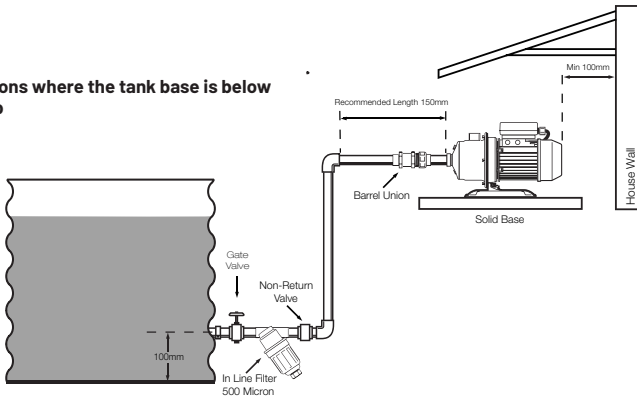 ons where the tank base is below
Min 100mm
Recommended Length 150mm
Barrel Union
House Wall
Solid Base
Gate
Valve
Non-Return
Valve
100mm
In Line Filter
500 Micron